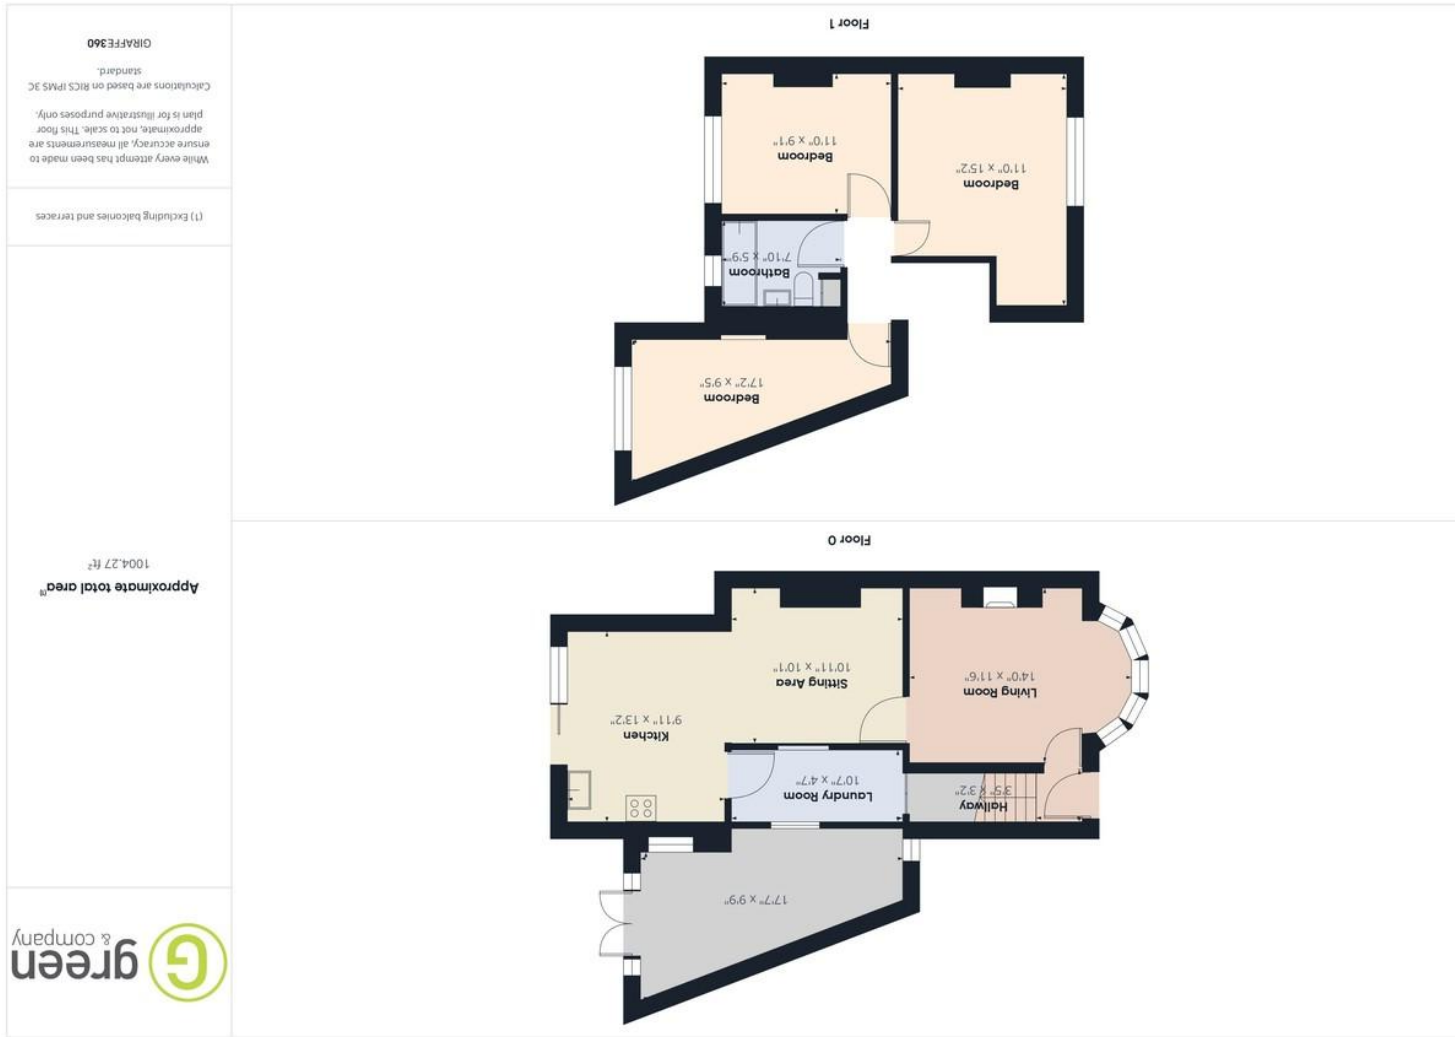 green
& company
17'7" x 9'9"
Hallway
3'5" x 3'2"
Laundry Room
10'7" x 4'7"
Kitchen
9'11" x 13'2"
Living Room
14'0" x 11'6"
Sitting Area
10'11" x 10'1"
Floor 0
Approximate total area(1)
1004.27 ft²
Bedroom
17'2" x 9'5"
Bathroom
7'10" x 5'9"
Bedroom
11'0" x 15'2"
Bedroom
11'0" x 9'1"
Floor 1
(1) Excluding balconies and terraces
While every attempt has been made to
ensure accuracy, all measurements are
approximate, not to scale. This floor
plan is for illustrative purposes only.
Calculations are based on RICS IPMS 3C
standard.
GIRAFFE360